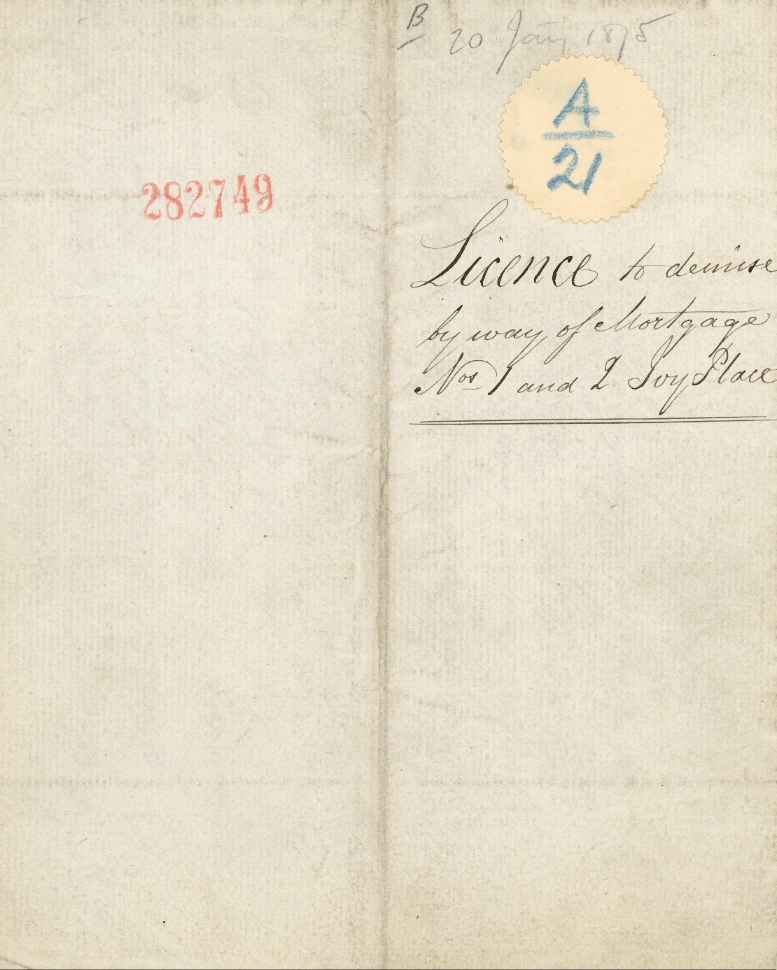 B
20 Jany 1875
A
21
282749
Licence to demise
by way of Mortgage
Nos 1 and 2 Ivy Place